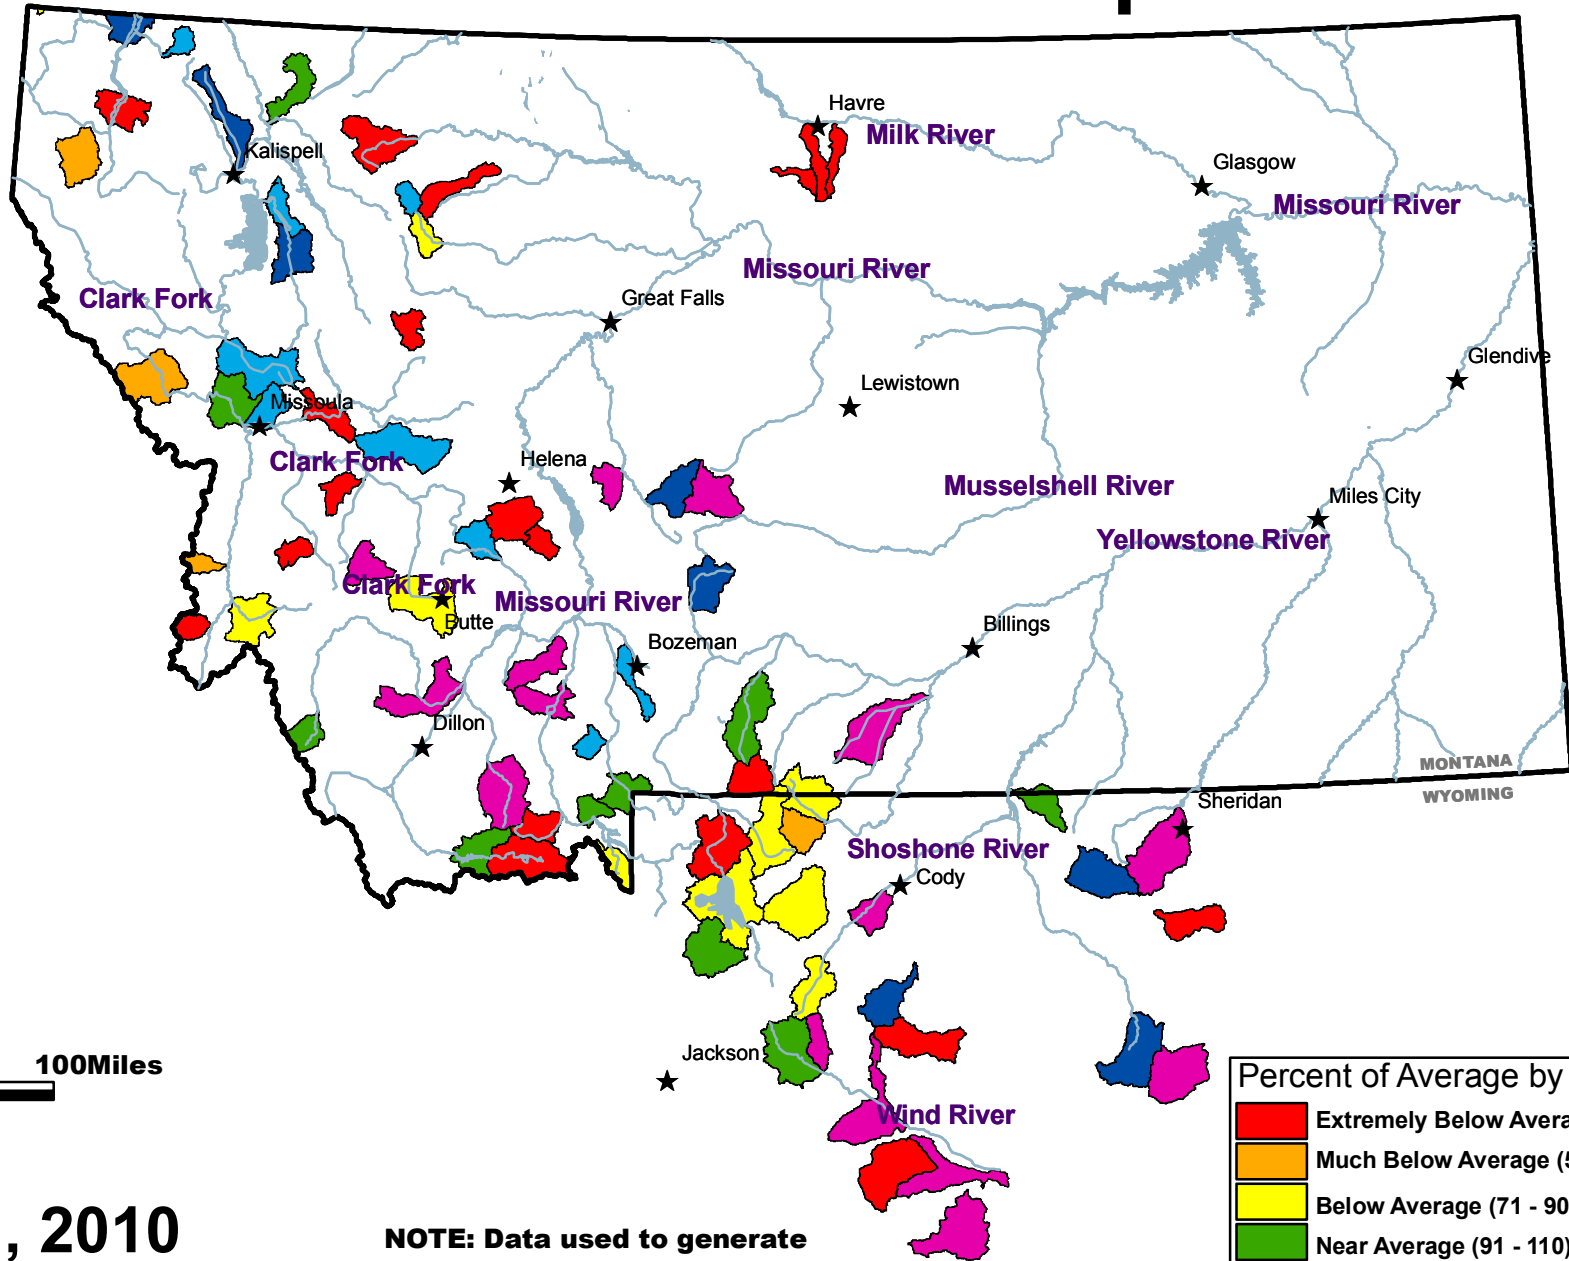 Havre
Milk River
Kalispell
Glasgow
Missouri River
Missouri River
Clark Fork
Great Falls
Glendive
Lewistown
Missoula
Clark Fork
Helena
Musselshell River
Miles City
Yellowstone River
Clark Fork
Missouri River
Butte
Billings
Bozeman
Dillon
MONTANA
WYOMING
Sheridan
Shoshone River
Cody
Jackson
100Miles
Wind River
Percent of Average by
Extremely Below Avera
Much Below Average (5
Below Average (71 - 90
Near Average (91 - 110)
, 2010
NOTE: Data used to generate